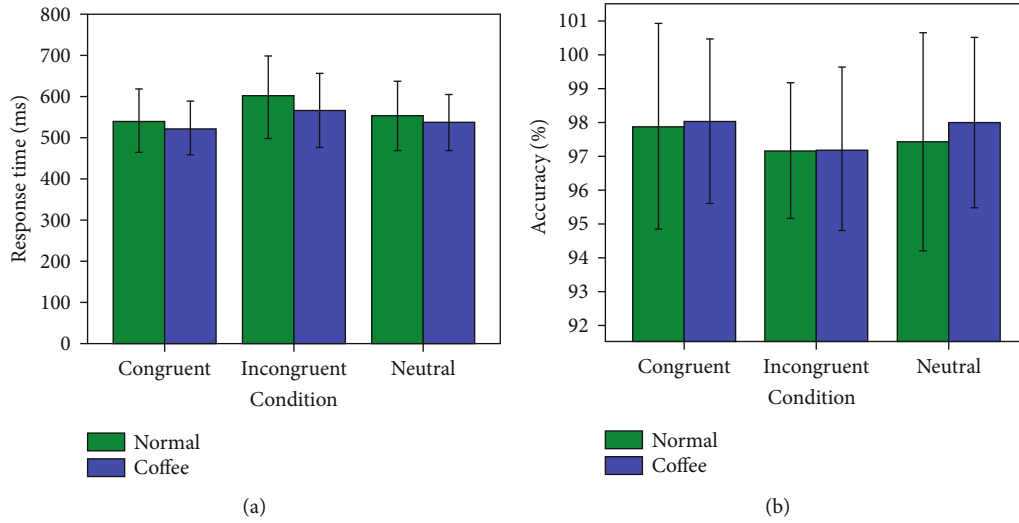 800
700
600
500
400
300
200
100
0
Response time (ms)
Congruent Incongruent Neutral
Condition
Normal
Coffee
(a)
101
100
99
98
97
96
95
94
93
92
Accuracy (%)
Congruent Incongruent Neutral
Condition
Normal
Coffee
(b)